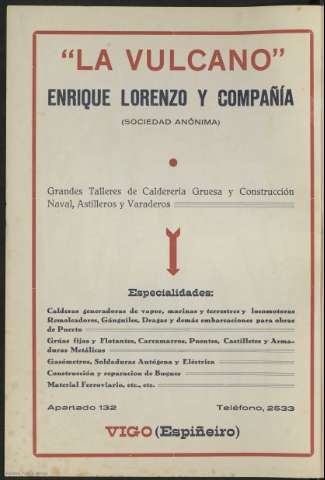 "LA VULCANO"
ENRIQUE LORENZO Y COMPAÑÍA
(SOCIEDAD ANÓNIMA)
Grandes Talleres de Calderería Gruesa y Construcción
Naval, Astilleros y Varaderos
Especialidades:
Calderas generadoras de vapor, marinas y terrestres y locomotoras
Remolcadores, Gánguiles, Dragas y demás embarcaciones para obras
de Puerto
Grúas fijas y Flotantes, Carramarros, Puentes, Castilletes y Arma-
duras Metálicas
Gasómetros, Soldaduras Autógena y Eléctrica
Construcción y reparación de Buques
Material Ferroviario, etc., etc.
Apartado 132 Teléfono, 2533
VIGO (Espiñeiro)